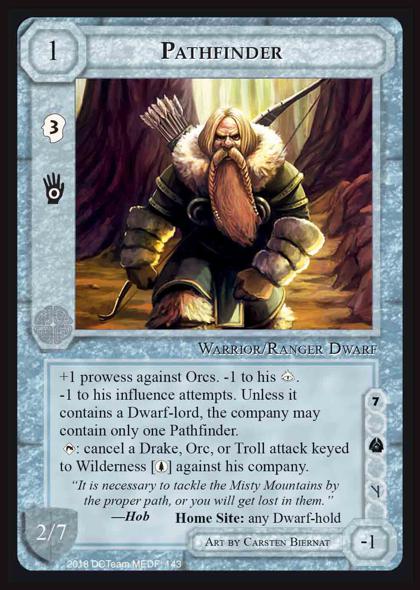 1
PATHFINDER
3
0
WARRIOR/RANGER DWARF
+1 prowess against Orcs. -1 to his .
-1 to his influence attempts. Unless it
contains a Dwarf-lord, the company may
contain only one Pathfinder.
: cancel a Drake, Orc, or Troll attack keyed
to Wilderness [] against his company.
"It is necessary to tackle the Misty Mountains by
the proper path, or you will get lost in them."
—Hob Home Site: any Dwarf-hold
7
2/7
ART BY CARSTEN BIERNAT
-1
2018 DCTeam MEDF: 143